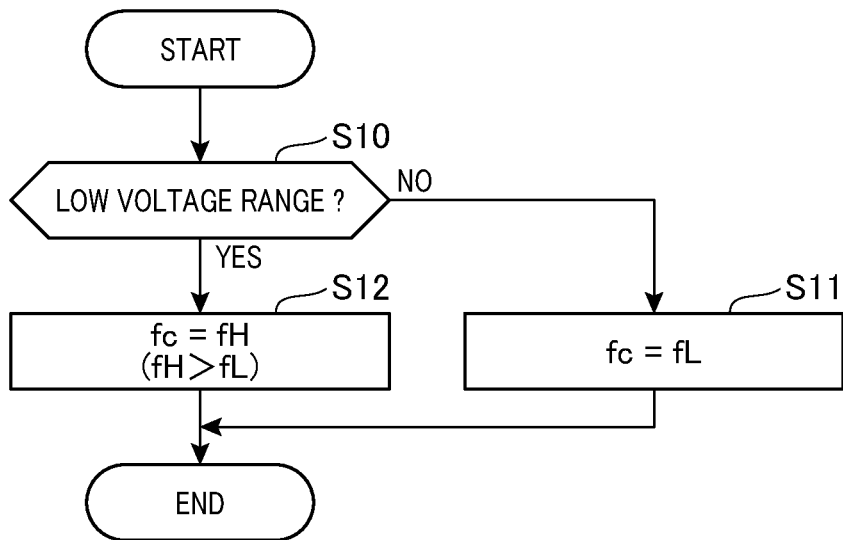 START
S10
LOW VOLTAGE RANGE ?
NO
YES
S12
S11
fc = fH
(fH＞fL)
fc = fL
END